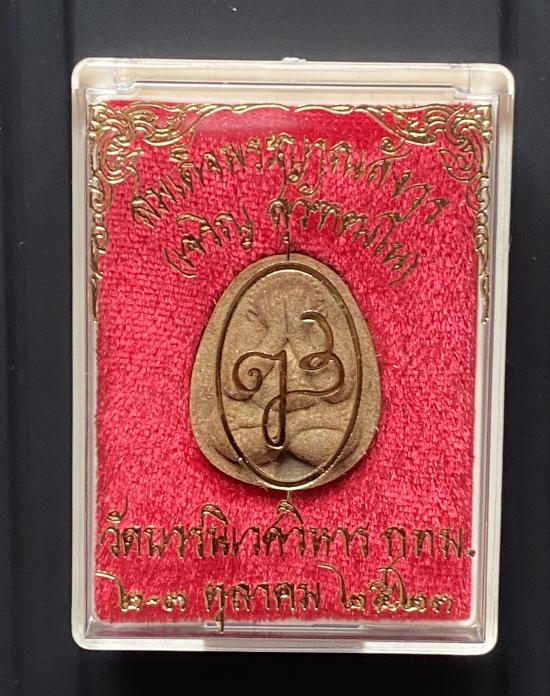 สมเด็จพระญาณสังวร
(เจริญ สุวัฑฒโน)
วัดบวรนิเวศวิหาร กทม.
๒-๓ ตุลาคม ๒๕๒๓